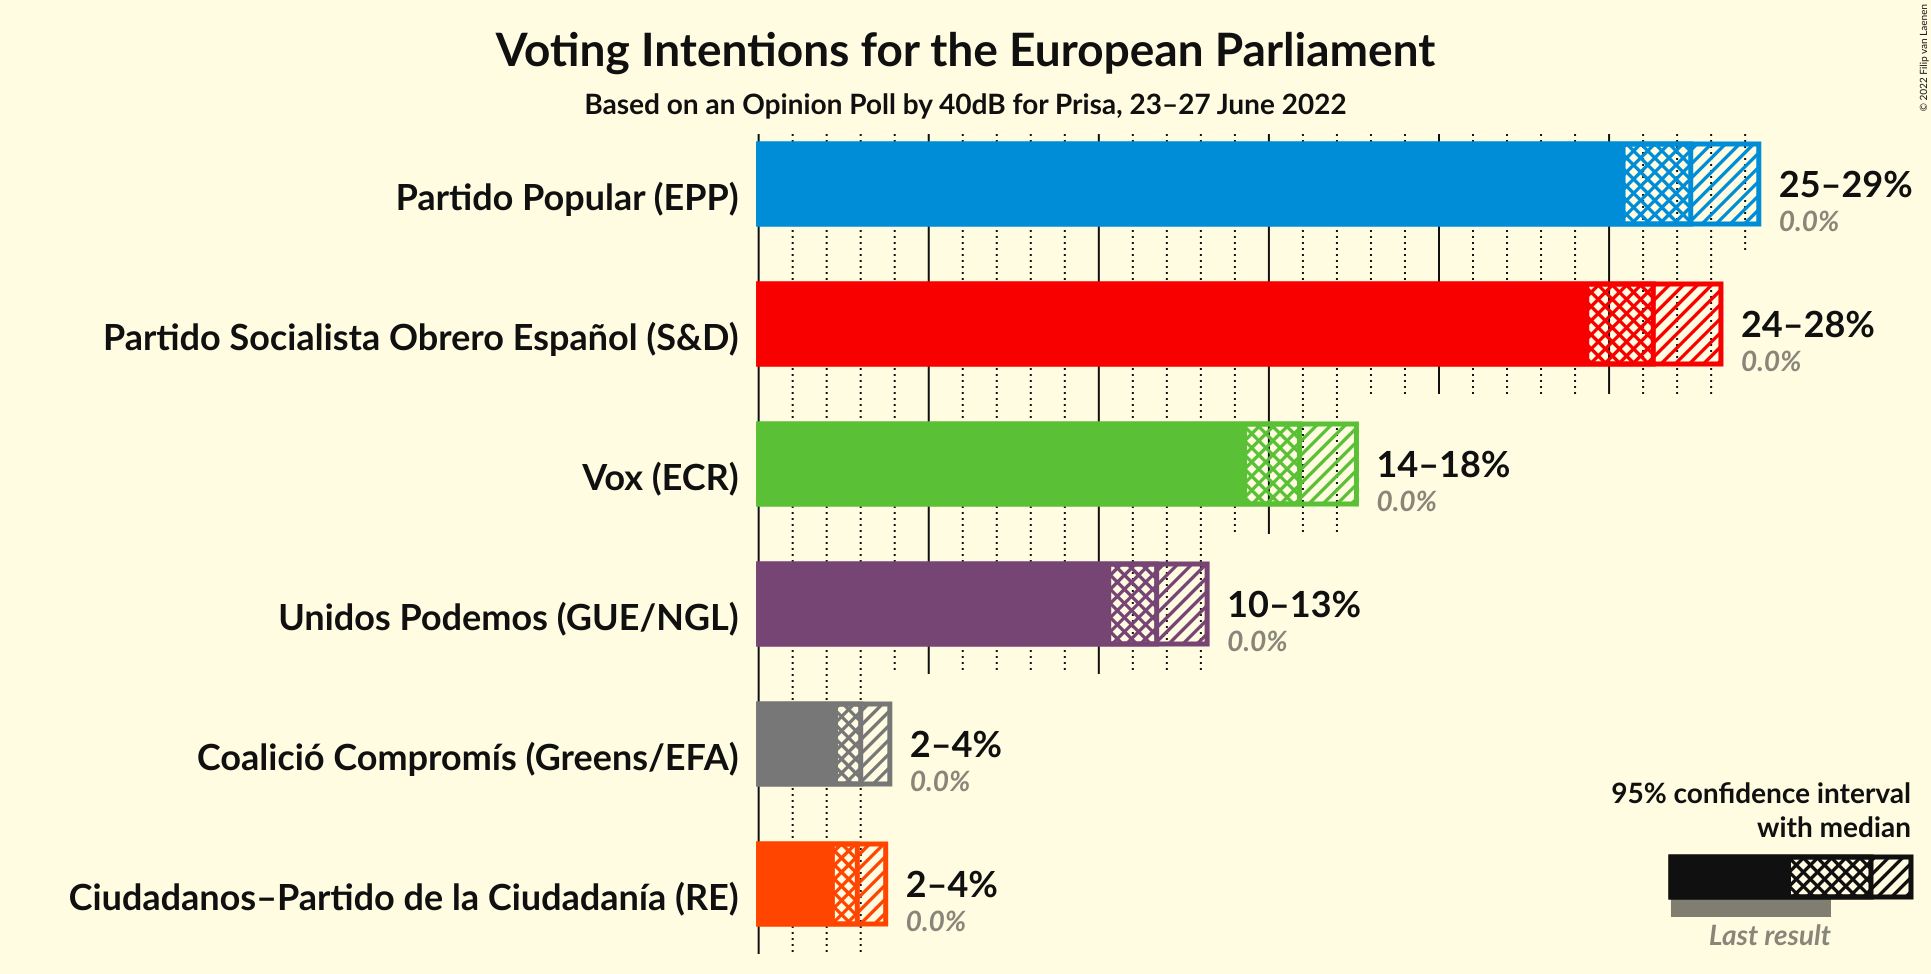 Voting Intentions for the European Parliament
Based on an Opinion Poll by 40dB for Prisa, 23–27 June 2022
© 2022 Filip van Laenen
Partido Popular (EPP)
25–29%
0.0%
Partido Socialista Obrero Español (S&D)
24–28%
0.0%
Vox (ECR)
14–18%
0.0%
Unidos Podemos (GUE/NGL)
10–13%
0.0%
Coalició Compromís (Greens/EFA)
2–4%
0.0%
Ciudadanos–Partido de la Ciudadanía (RE)
2–4%
0.0%
95% confidence interval
with median
Last result